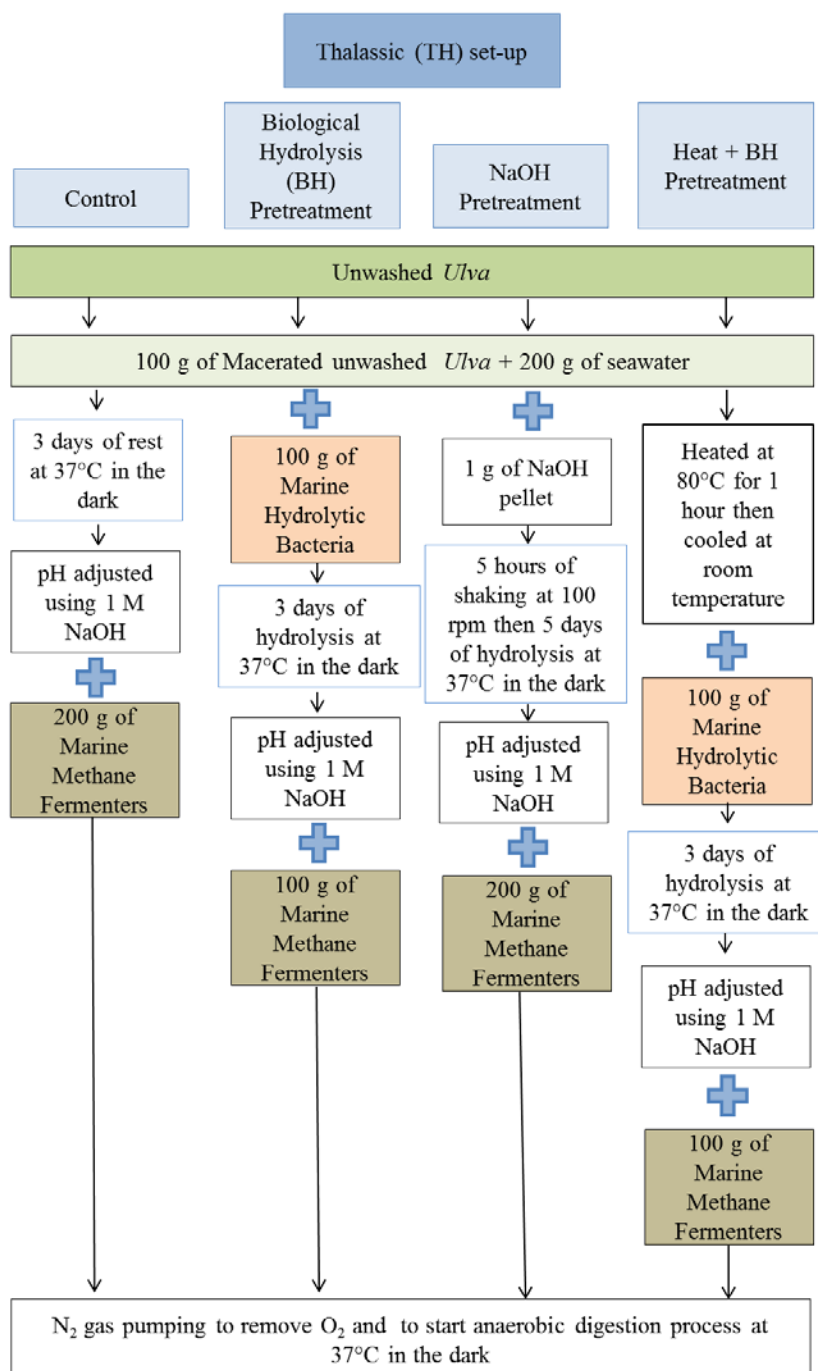 Thalassic (TH) set-up
Control
Biological
Hydrolysis
(BH)
Pretreatment
NaOH
Pretreatment
Heat + BH
Pretreatment
Unwashed Ulva
100 g of Macerated unwashed Ulva + 200 g of seawater
3 days of rest
at 37°C in the
dark
pH adjusted
using 1 M
NaOH
200 g of
Marine
Methane
Fermenters
100 g of
Marine
Hydrolytic
Bacteria
3 days of
hydrolysis at
37°C in the dark
pH adjusted
using 1 M
NaOH
100 g of
Marine
Methane
Fermenters
1 g of NaOH
pellet
5 hours of
shaking at 100
rpm then 5 days
of hydrolysis at
37°C in the dark
pH adjusted
using 1 M
NaOH
200 g of
Marine
Methane
Fermenters
Heated at
80°C for 1
hour then
cooled at
room
temperature
100 g of
Marine
Hydrolytic
Bacteria
3 days of
hydrolysis at
37°C in the dark
pH adjusted
using 1 M
NaOH
100 g of
Marine
Methane
Fermenters
N₂ gas pumping to remove O₂ and to start anaerobic digestion process at
37°C in the dark